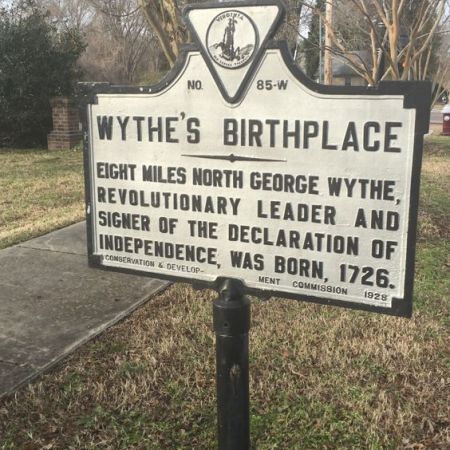 VIRGINIA
NO. 85-W
WYTHE'S BIRTHPLACE
EIGHT MILES NORTH GEORGE WYTHE,
REVOLUTIONARY LEADER AND
SIGNER OF THE DECLARATION OF
INDEPENDENCE, WAS BORN, 1726.
CONSERVATION & DEVELOP- MENT COMMISSION 1928